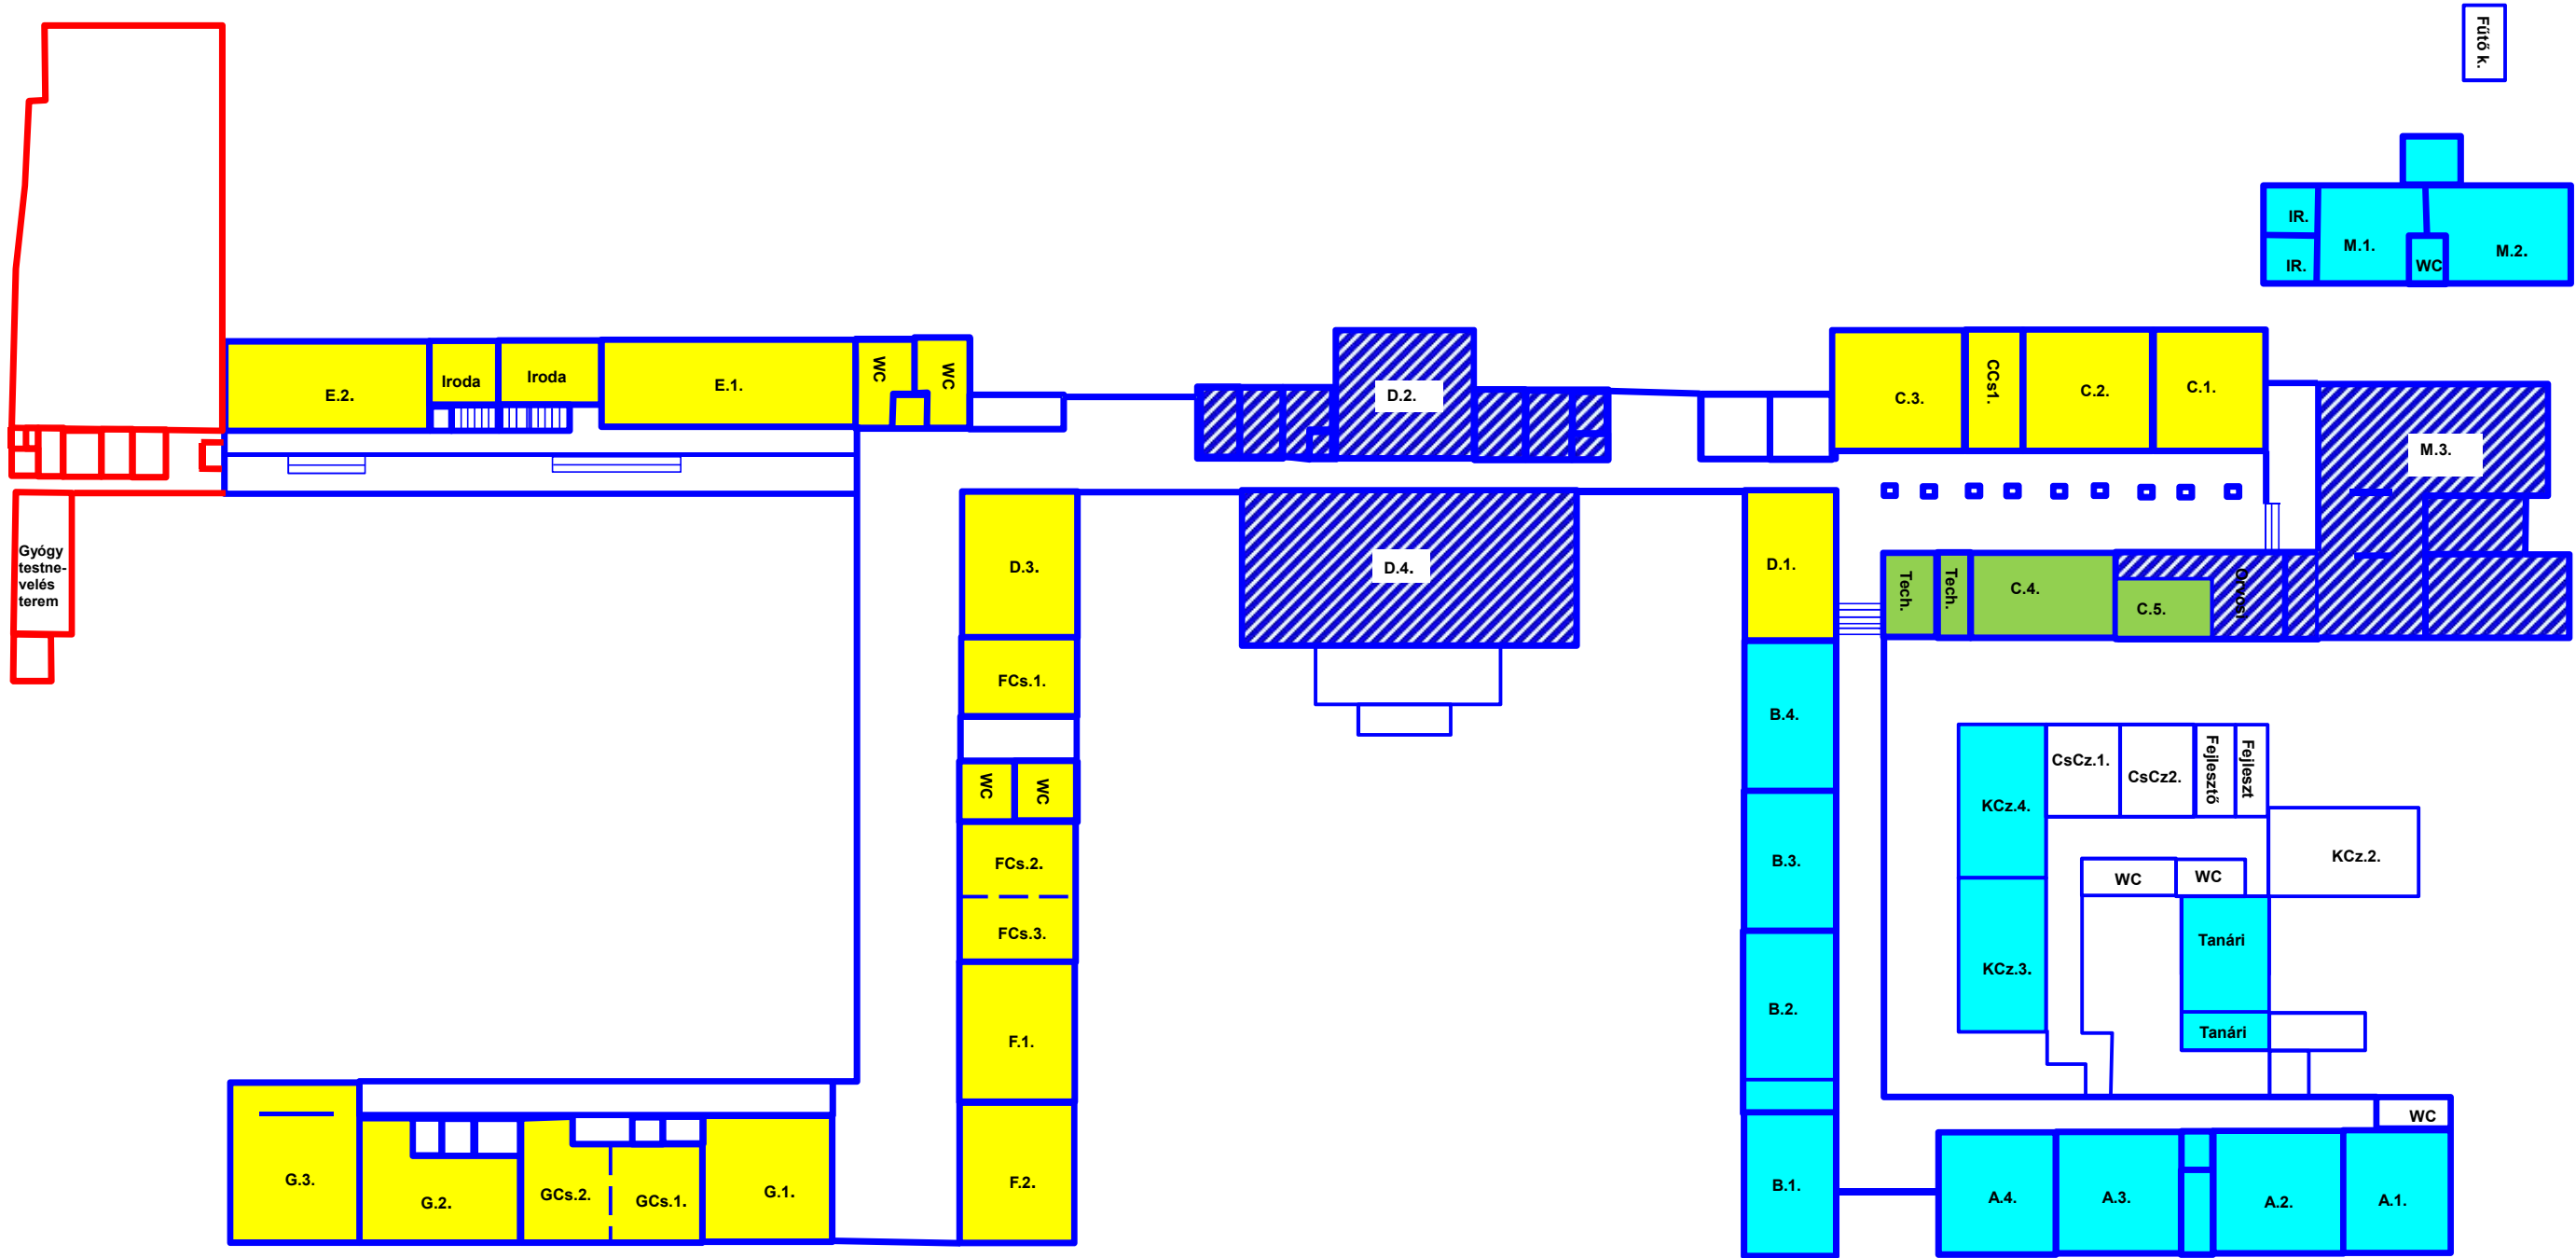 Fűtő k.
IR.
IR.
M.1.
WC
M.2.
E.2.
Iroda
Iroda
E.1.
WC
WC
D.2.
C.3.
CCs1.
C.2.
C.1.
M.3.
Gyógy
testne-
velés
terem
D.3.
D.4.
D.1.
Tech.
Tech.
C.4.
C.5.
Orvosi
FCs.1.
B.4.
CsCz.1.
CsCz2.
Fejlesztő
Fejleszt
KCz.4.
WC
WC
FCs.2.
B.3.
WC
WC
KCz.2.
FCs.3.
Tanári
KCz.3.
F.1.
B.2.
Tanári
WC
G.3.
G.2.
GCs.2.
GCs.1.
G.1.
F.2.
B.1.
A.4.
A.3.
A.2.
A.1.